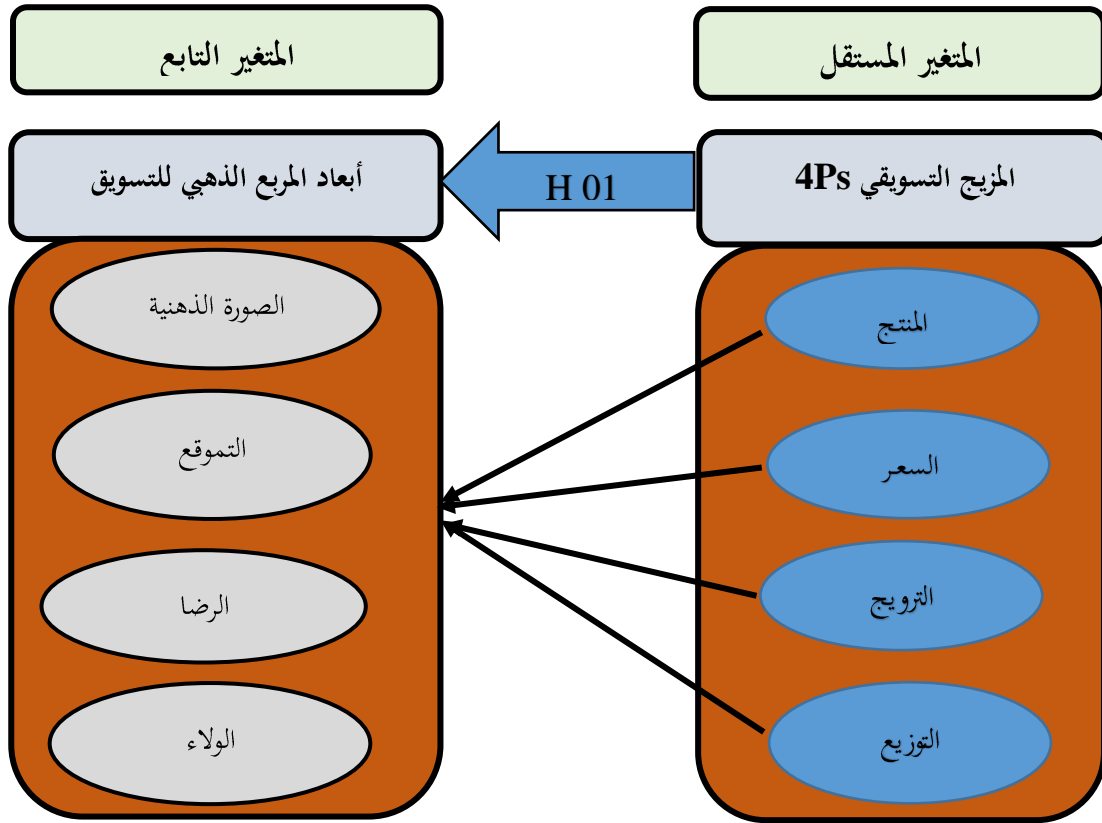 المتغير المستقل
المتغير التابع
المزيج التسويقي 4Ps
H 01
أبعاد المربع الذهبي للتسويق
المنتج
السعر
الترويج
التوزيع
الصورة الذهنية
التموقع
الرضا
الولاء